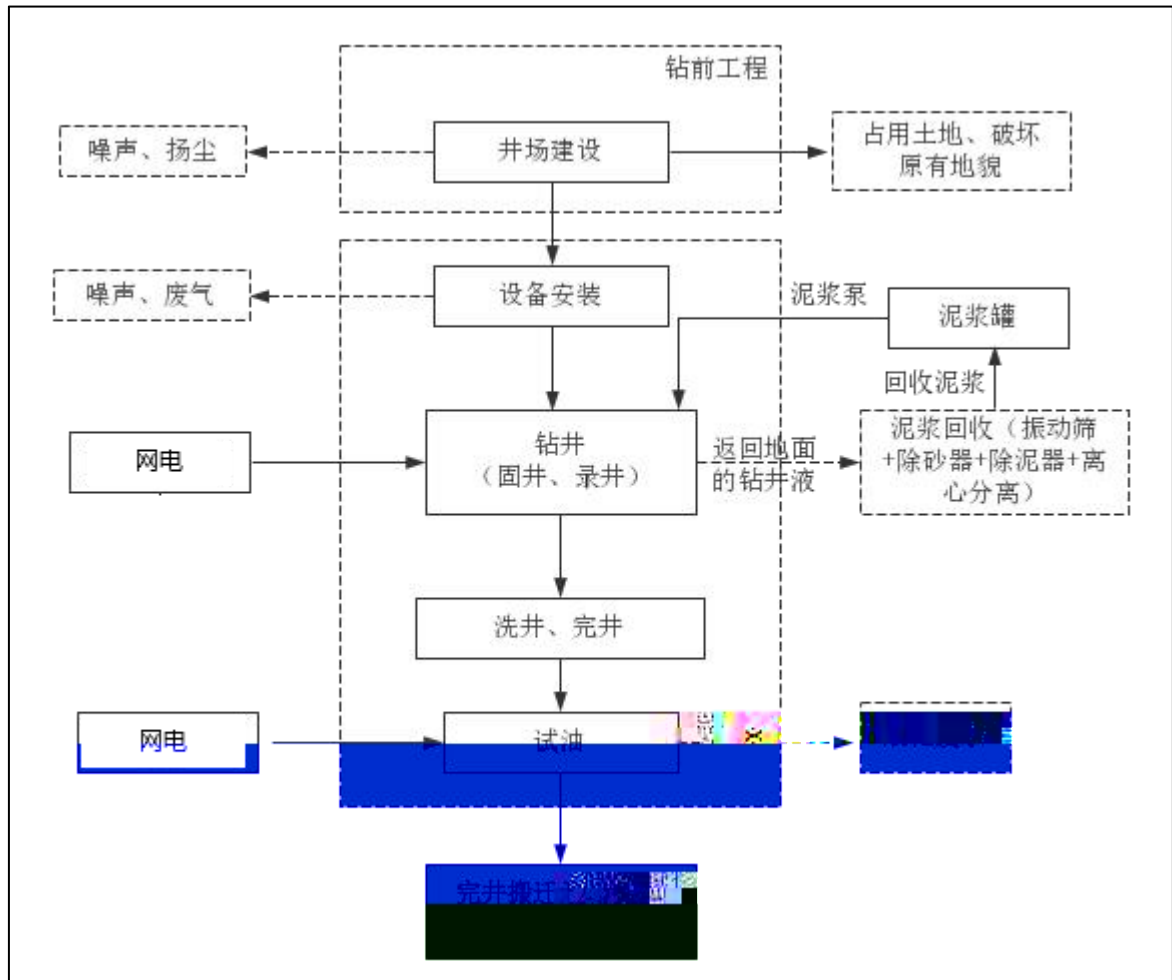 钻前工程
噪声、扬尘
井场建设
占用土地、破坏
原有地貌
噪声、废气
设备安装
泥浆泵
泥浆罐
回收泥浆
网电
钻井
（固井、录井）
返回地面
的钻井液
泥浆回收（振动筛
+除砂器+除泥器+离
心分离）
洗井、完井
网电
试油
完井搬迁